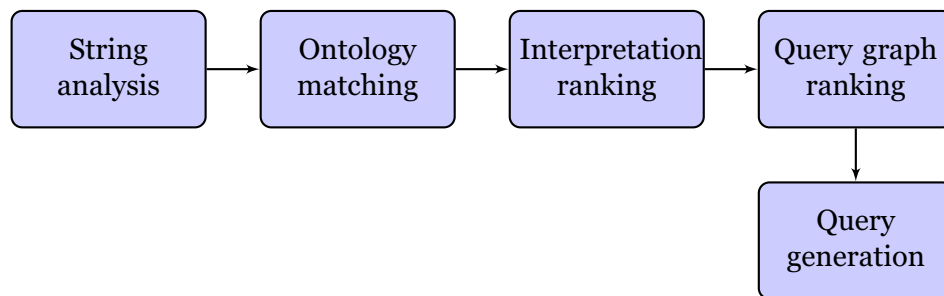 String
analysis
Ontology
matching
Interpretation
ranking
Query graph
ranking
Query
generation